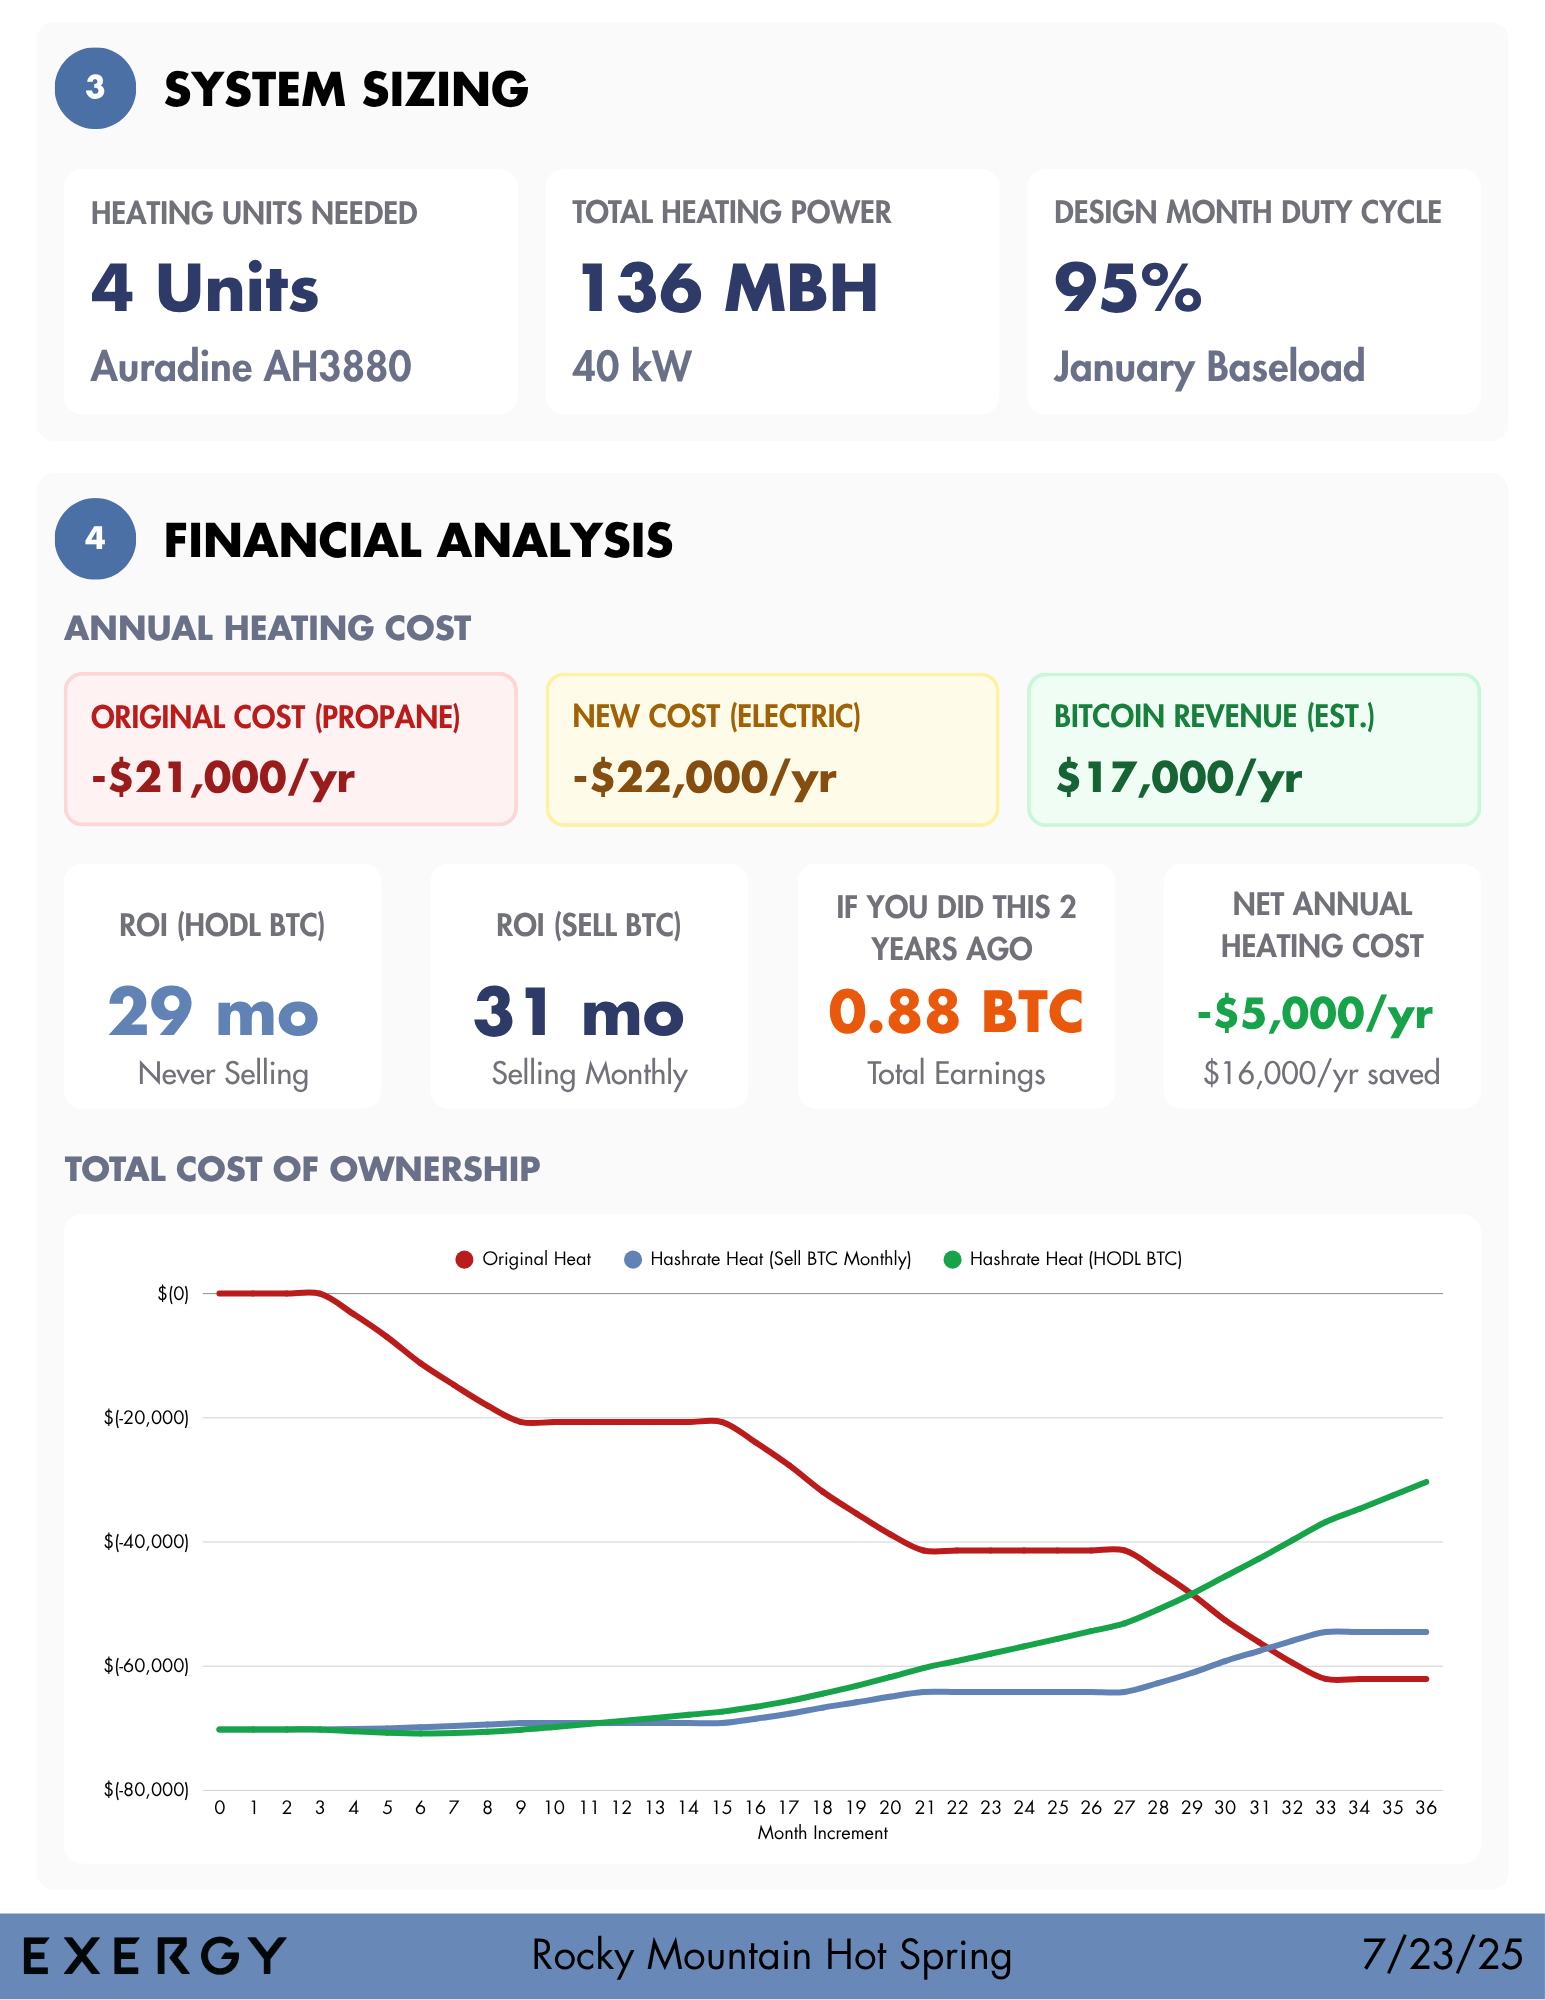 3
SYSTEM SIZING
HEATING UNITS NEEDED
4 Units
Auradine AH3880
TOTAL HEATING POWER
136 MBH
40 kW
DESIGN MONTH DUTY CYCLE
95%
January Baseload
4
FINANCIAL ANALYSIS
ANNUAL HEATING COST
ORIGINAL COST (PROPANE)
-$21,000/yr
NEW COST (ELECTRIC)
-$22,000/yr
BITCOIN REVENUE (EST.)
$17,000/yr
ROI (HODL BTC)
29 mo
Never Selling
ROI (SELL BTC)
31 mo
Selling Monthly
IF YOU DID THIS 2
YEARS AGO
0.88 BTC
Total Earnings
NET ANNUAL
HEATING COST
-$5,000/yr
$16,000/yr saved
TOTAL COST OF OWNERSHIP
Original Heat Hashrate Heat (Sell BTC Monthly) Hashrate Heat (HODL BTC)
$(0)
$(-20,000)
$(-40,000)
$(-60,000)
$(-80,000)
0 1 2 3 4 5 6 7 8 9 10 11 12 13 14 15 16 17 18 19 20 21 22 23 24 25 26 27 28 29 30 31 32 33 34 35 36
Month Increment
EXERGY Rocky Mountain Hot Spring 7/23/25